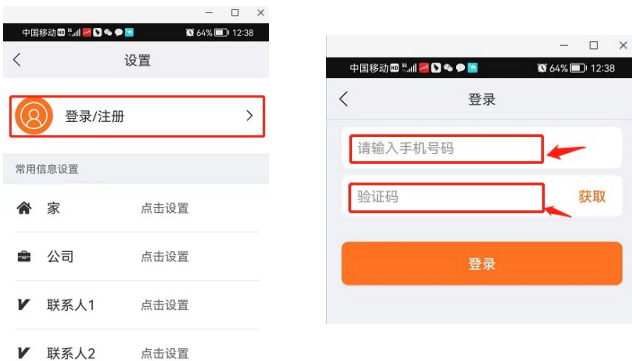 中国移动 64% 12:38
设置
登录/注册
常用信息设置
家 点击设置
公司 点击设置
联系人1 点击设置
联系人2 点击设置
中国移动 64% 12:38
登录
请输入手机号码
验证码 获取
登录